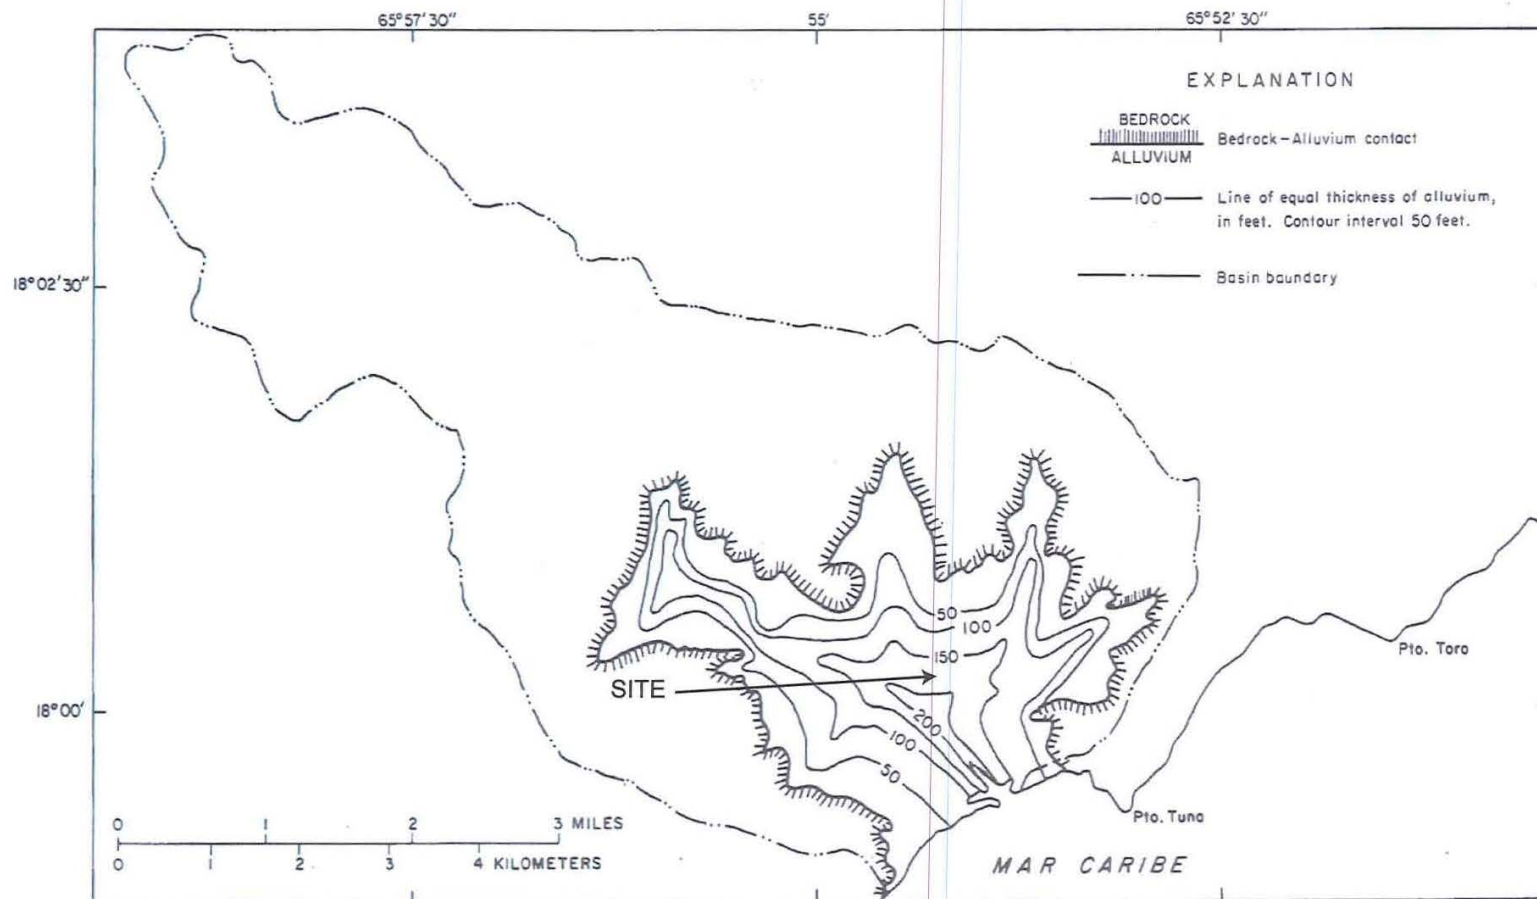 65°57'30"
55'
65°52'30"
EXPLANATION
BEDROCK
ALLUVIUM
Bedrock–Alluvium contact
100
Line of equal thickness of alluvium,
in feet. Contour interval 50 feet.
Basin boundary
18°02'30"
50
100
150
Pto. Toro
SITE
18°00'
200
100
50
Pto. Tuna
0 1 2 3 MILES
0 1 2 3 4 KILOMETERS
MAR CARIBE